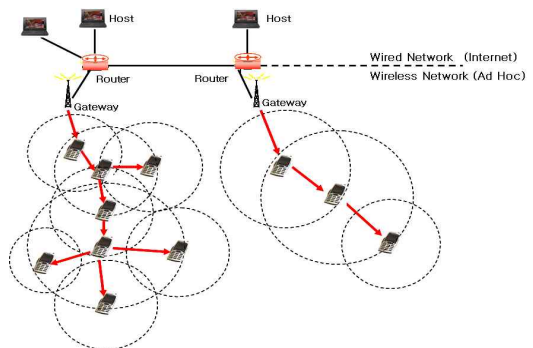 Host
Host
Wired Network (Internet)
Router
Router
Wireless Network (Ad Hoc)
Gateway
Gateway